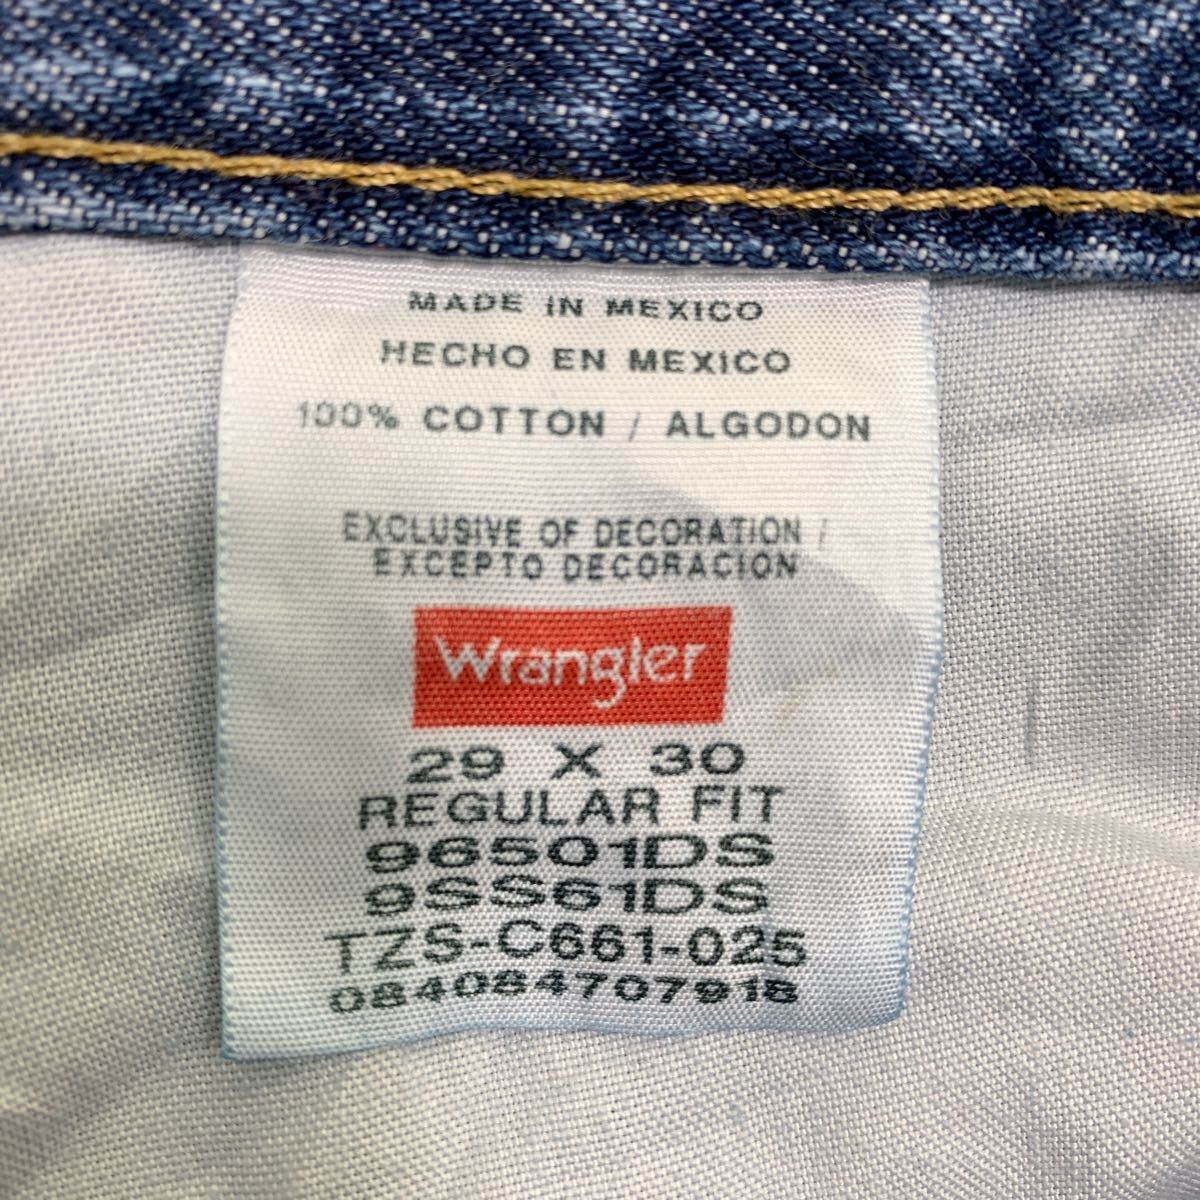 MADE IN MEXICO
HECHO EN MEXICO
100% COTTON / ALGODON
EXCLUSIVE OF DECORATION /
EXCEPTO DECORACION
Wrangler
29 X 30
REGULAR FIT
96501DS
9SS61DS
TZS-C661-025
084084707918